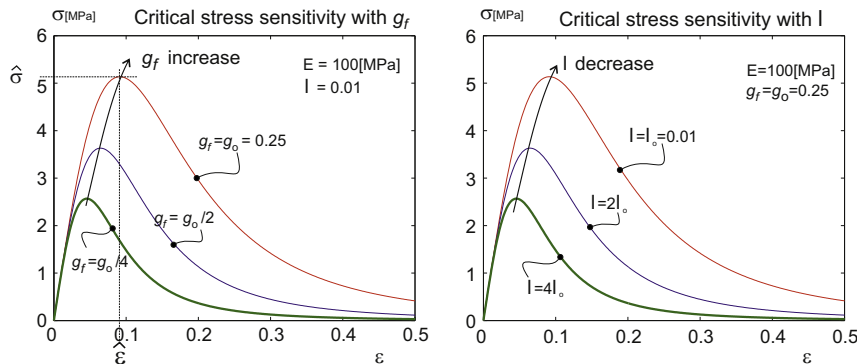 σ[MPa] Critical stress sensitivity with g_f
6
5
4
3
2
1
0
σ̂
g_f increase
E = 100[MPa]
l = 0.01
g_f=g_o= 0.25
g_f= g_o/2
g_f=g_o/4
0 0.1 0.2 0.3 0.4 0.5
ε̂ ε
σ[MPa] Critical stress sensitivity with l
6
5
4
3
2
1
0
l decrease
E=100[MPa]
g_f=g_o=0.25
l=l_o=0.01
l=2l_o
l=4l_o
0 0.1 0.2 0.3 0.4 0.5
ε